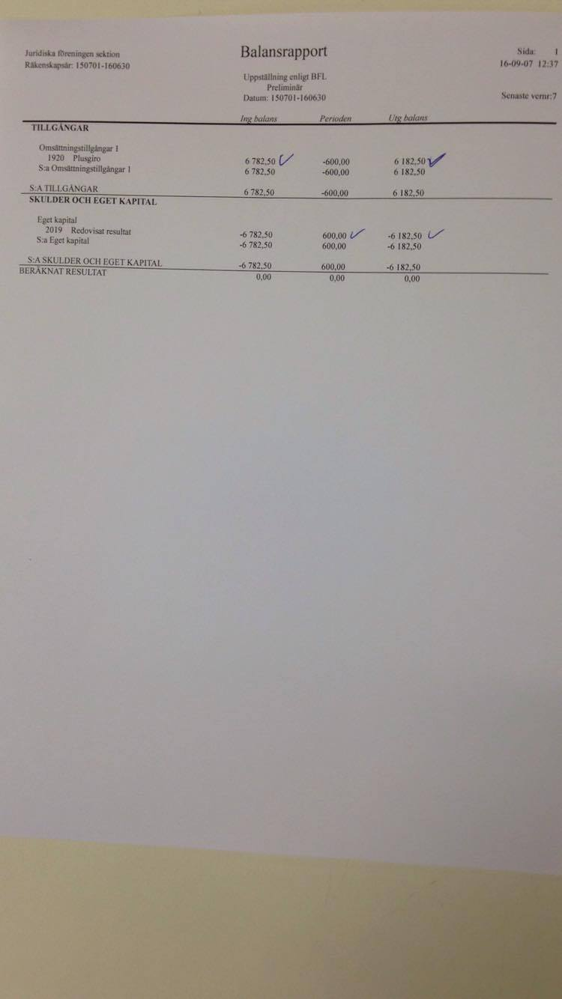 Juridiska föreningen sektion Balansrapport Sida: 1
Räkenskapsår: 150701-160630 16-09-07 12:37
Uppställning enligt BFL
Preliminär
Datum: 150701-160630 Senaste vernr:7
Ing balans Perioden Utg balans
TILLGÅNGAR
Omsättningstillgångar 1
1920 Plusgiro 6 782,50 -600,00 6 182,50
S:a Omsättningstillgångar 1 6 782,50 -600,00 6 182,50
S:A TILLGÅNGAR 6 782,50 -600,00 6 182,50
SKULDER OCH EGET KAPITAL
Eget kapital
2019 Redovisat resultat -6 782,50 600,00 -6 182,50
S:a Eget kapital -6 782,50 600,00 -6 182,50
S:A SKULDER OCH EGET KAPITAL -6 782,50 600,00 -6 182,50
BERÄKNAT RESULTAT 0,00 0,00 0,00